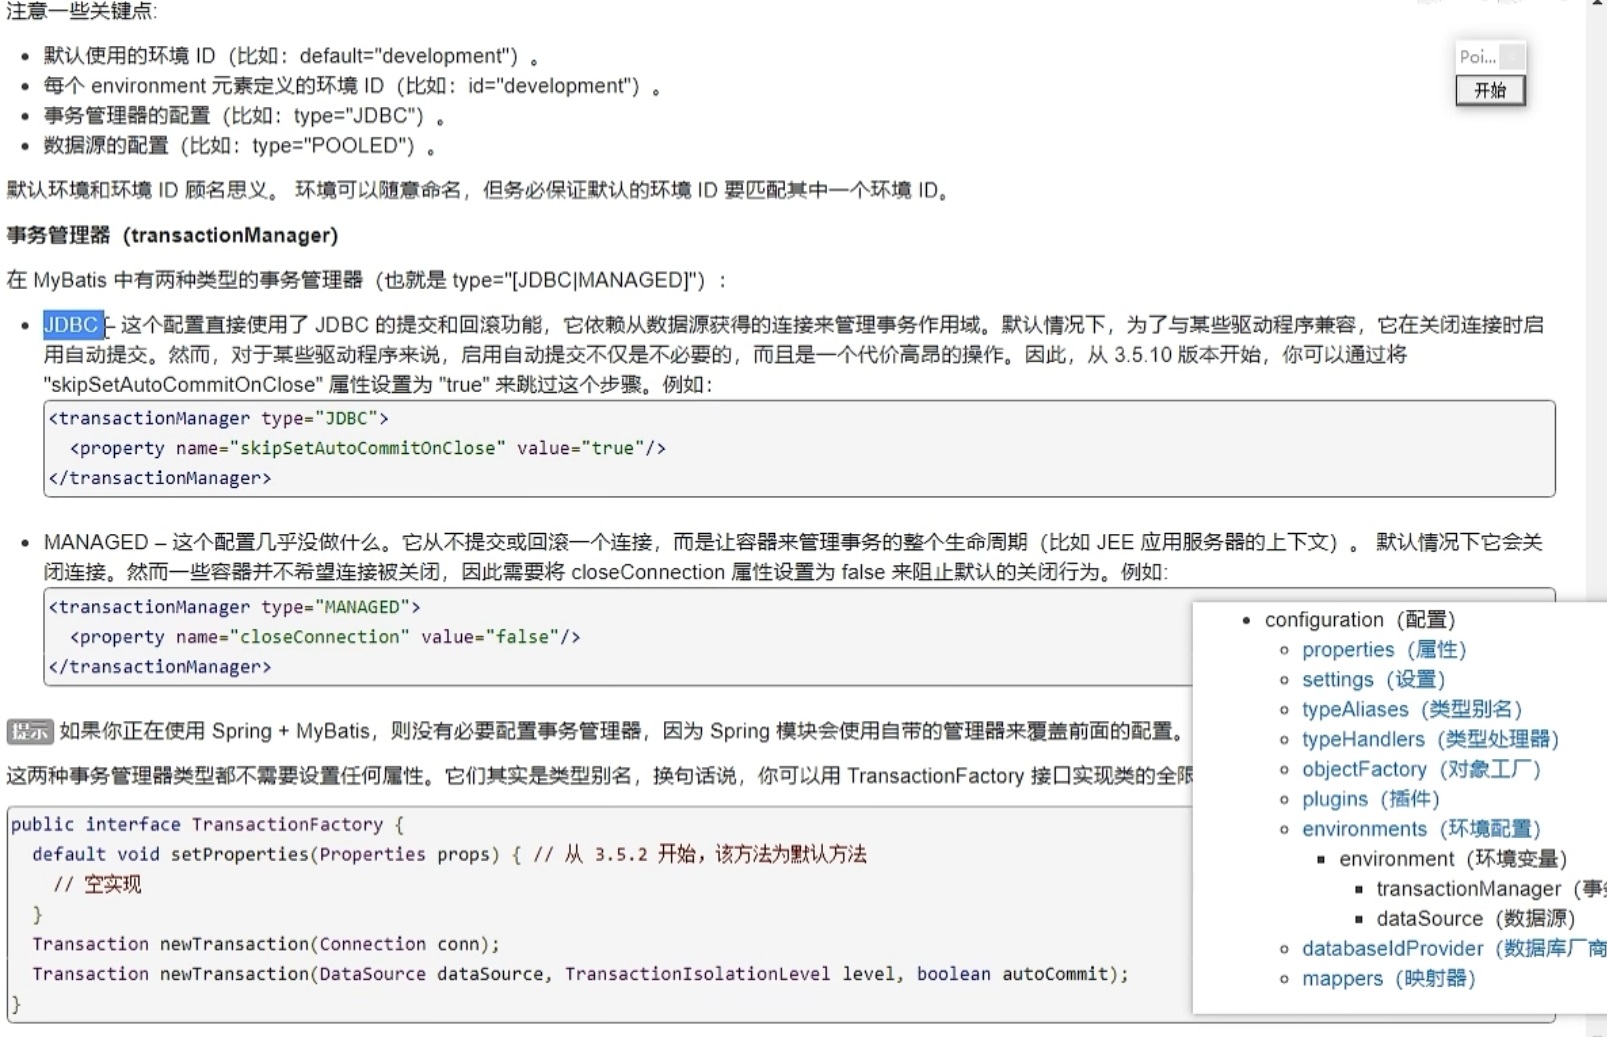 注意一些关键点:
默认使用的环境 ID（比如：default="development"）。
每个 environment 元素定义的环境 ID（比如：id="development"）。
事务管理器的配置（比如：type="JDBC"）。
数据源的配置（比如：type="POOLED"）。
默认环境和环境 ID 顾名思义。 环境可以随意命名，但务必保证默认的环境 ID 要匹配其中一个环境 ID。
事务管理器（transactionManager）
在 MyBatis 中有两种类型的事务管理器（也就是 type="[JDBC|MANAGED]"）：
JDBC – 这个配置直接使用了 JDBC 的提交和回滚功能，它依赖从数据源获得的连接来管理事务作用域。默认情况下，为了与某些驱动程序兼容，它在关闭连接时启
用自动提交。然而，对于某些驱动程序来说，启用自动提交不仅是不必要的，而且是一个代价高昂的操作。因此，从 3.5.10 版本开始，你可以通过将
"skipSetAutoCommitOnClose" 属性设置为 "true" 来跳过这个步骤。例如：
<transactionManager type="JDBC">
  <property name="skipSetAutoCommitOnClose" value="true"/>
</transactionManager>
MANAGED – 这个配置几乎没做什么。它从不提交或回滚一个连接，而是让容器来管理事务的整个生命周期（比如 JEE 应用服务器的上下文）。 默认情况下它会关
闭连接。然而一些容器并不希望连接被关闭，因此需要将 closeConnection 属性设置为 false 来阻止默认的关闭行为。例如:
<transactionManager type="MANAGED">
  <property name="closeConnection" value="false"/>
</transactionManager>
提示 如果你正在使用 Spring + MyBatis，则没有必要配置事务管理器，因为 Spring 模块会使用自带的管理器来覆盖前面的配置。
这两种事务管理器类型都不需要设置任何属性。它们其实是类型别名，换句话说，你可以用 TransactionFactory 接口实现类的全限
public interface TransactionFactory {
  default void setProperties(Properties props) { // 从 3.5.2 开始，该方法为默认方法
    // 空实现
  }
  Transaction newTransaction(Connection conn);
  Transaction newTransaction(DataSource dataSource, TransactionIsolationLevel level, boolean autoCommit);
}
Poi...
开始
configuration（配置）
properties（属性）
settings（设置）
typeAliases（类型别名）
typeHandlers（类型处理器）
objectFactory（对象工厂）
plugins（插件）
environments（环境配置）
environment（环境变量）
transactionManager（事
dataSource（数据源）
databaseIdProvider（数据库厂商
mappers（映射器）